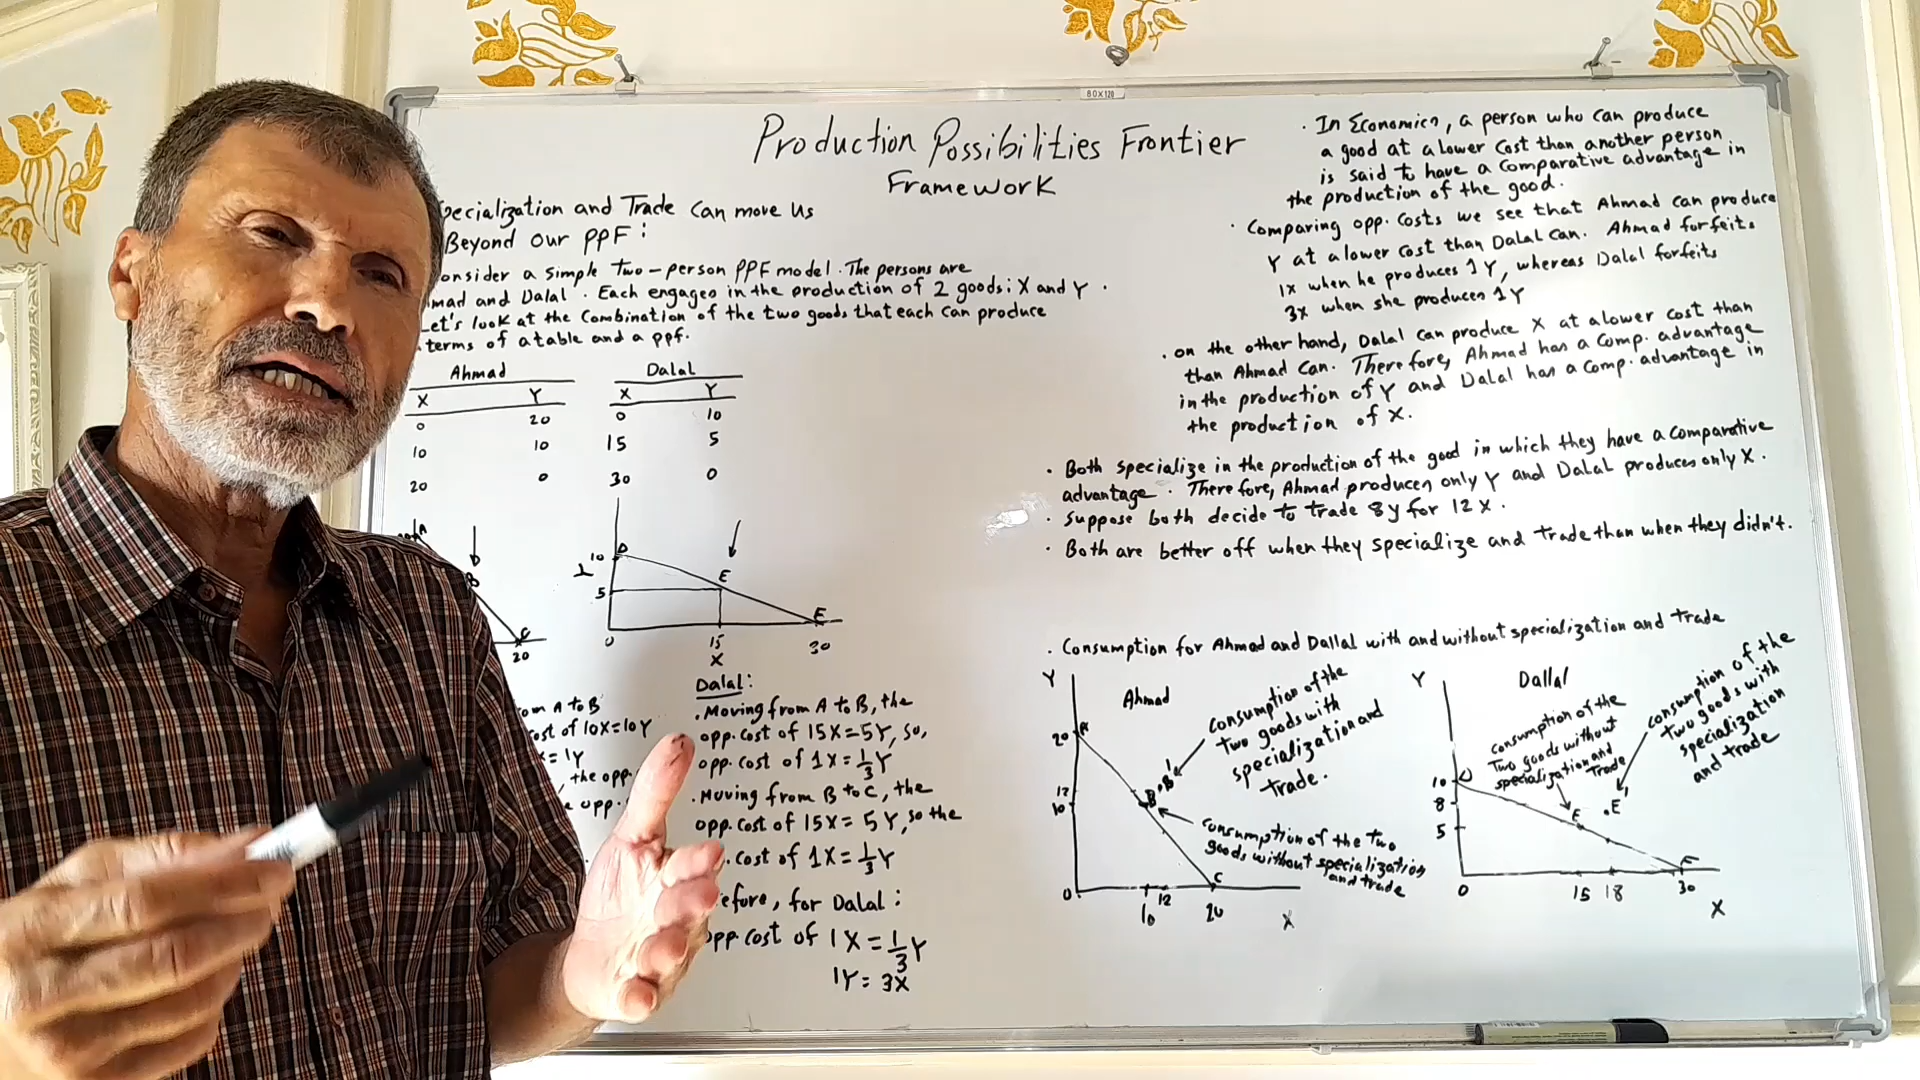 80X120
Production Possibilities Frontier
Framework
pecialization and Trade can move Us
Beyond Our PPF:
onsider a simple Two-person PPF model. The persons are
mad and Dalal. Each engages in the production of 2 goods: X and Y.
Let's look at the combination of the two goods that each can produce
terms of a table and a ppf.
Ahmad
X Y
0 20
10 10
20 0
Dalal
X Y
0 10
15 5
30 0
B
C
20
10
D
5
E
E
0
15
X
30
om A to B
ost of 10X=10Y
= 1Y
, the opp.
e opp.
Dalal:
. Moving from A to B, the
opp. cost of 15X=5Y, so,
opp. cost of 1X=1/3Y
. Moving from B to C, the
opp. cost of 15X= 5Y, so the
. cost of 1X=1/3Y
efore, for Dalal:
opp. cost of 1X=1/3Y
1Y= 3X
. In Economics, a person who can produce
a good at a lower cost than another person
is said to have a comparative advantage in
the production of the good.
. Comparing opp. costs we see that Ahmad can produce
Y at a lower cost than Dalal can. Ahmad forfeits
1X when he produces 1Y, whereas Dalal forfeits
3X when she produces 1Y
. on the other hand, Dalal can produce X at a lower cost than
than Ahmad can. Therefore, Ahmad has a comp. advantage
in the production of Y and Dalal has a comp. advantage in
the production of X.
. Both specialize in the production of the good in which they have a comparative
advantage. Therefore, Ahmad produces only Y and Dalal produces only X.
. Suppose both decide to trade 8y for 12X.
. Both are better off when they specialize and trade than when they didn't.
. Consumption for Ahmad and Dallal with and without specialization and trade
Y
Ahmad
20
A
12
10
B B'
C
0
10
12
20
X
consumption of the
two goods with
specialization and
trade.
consumption of the two
goods without specialization
and trade
Y
Dallal
10
8
5
E
E'
F
0
15
18
30
X
consumption of the
two goods without
specialization and
trade
consumption of the
two goods with
specialization
and trade